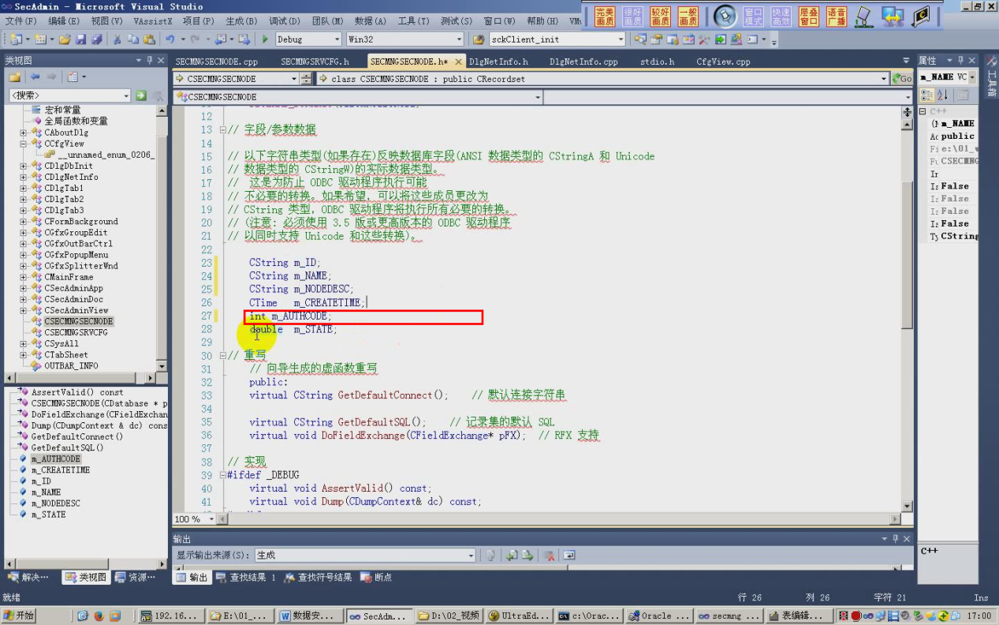 SecAdmin - Microsoft Visual Studio
文件(F) 编辑(E) 视图(V) VAssistX 项目(P) 生成(B) 调试(D) 团队(M) 数据(A) 工具(T) 测试(S) 窗口(W) 帮助(H)
完美画质 很好画质 较好画质 一般画质 窗口模式 快速高效 层叠窗口 语音广播
Debug Win32 sckClient_init
类视图
SECMNGSECNODE.cpp SECMNGSRVCFG.h SECMNGSECNODE.h* DlgNetInfo.h DlgNetInfo.cpp stdio.h CfgView.cpp
属性
CSECMNGSECNODE class CSECMNGSECNODE : public CRecordset Go
m_NAME VC
工具箱
<搜索>
CSECMNGSECNODE
宏和常量
全局函数和变量
CAboutDlg
CCfgView
__unnamed_enum_0206_
CDlgDbInit
CDlgNetInfo
CDlgTab1
CDlgTab2
CDlgTab3
CFormBackground
CGfxGroupEdit
CGfxOutBarCtrl
CGfxPopupMenu
CGfxSplitterWnd
CMainFrame
CSecAdminApp
CSecAdminDoc
CSecAdminView
CSECMNGSECNODE
CSECMNGSRVCFG
CSysAll
CTabSheet
OUTBAR_INFO
AssertValid() const
CSECMNGSECNODE(CDatabase * p
DoFieldExchange(CFieldExchan
Dump(CDumpContext & dc) cons
GetDefaultConnect()
GetDefaultSQL()
m_AUTHCODE
m_CREATETIME
m_ID
m_NAME
m_NODEDESC
m_STATE
12
13 // 字段/参数数据
14
15 // 以下字符串类型(如果存在)反映数据库字段(ANSI 数据类型的 CStringA 和 Unicode
16 // 数据类型的 CStringW)的实际数据类型。
17 // 这是为防止 ODBC 驱动程序执行可能
18 // 不必要的转换。如果希望，可以将这些成员更改为
19 // CString 类型，ODBC 驱动程序将执行所有必要的转换。
20 // (注意: 必须使用 3.5 版或更高版本的 ODBC 驱动程序
21 // 以同时支持 Unicode 和这些转换)。
22
23 CString m_ID;
24 CString m_NAME;
25 CString m_NODEDESC;
26 CTime m_CREATETIME;
27 int m_AUTHCODE;
28 double m_STATE;
29
30 // 重写
31 // 向导生成的虚函数重写
32 public:
33 virtual CString GetDefaultConnect(); // 默认连接字符串
34
35 virtual CString GetDefaultSQL(); // 记录集的默认 SQL
36 virtual void DoFieldExchange(CFieldExchange* pFX); // RFX 支持
37
38 // 实现
39 #ifdef _DEBUG
40 virtual void AssertValid() const;
41 virtual void Dump(CDumpContext& dc) const;
100 %
C++
m_NAME
public
e:\01_
CSECMNG
False
False
False
False
CString
C++
输出
显示输出来源(S): 生成
解决… 类视图 资源…
输出 查找结果 1 查找符号结果 断点
就绪 行 26 列 26 字符 21 Ins
开始 192.16... E:\01_... 数据安... SecAdm... D:\02_视频 UltraEd... c:\Orac... Oracle ... secmng ... 表编辑... 17:00